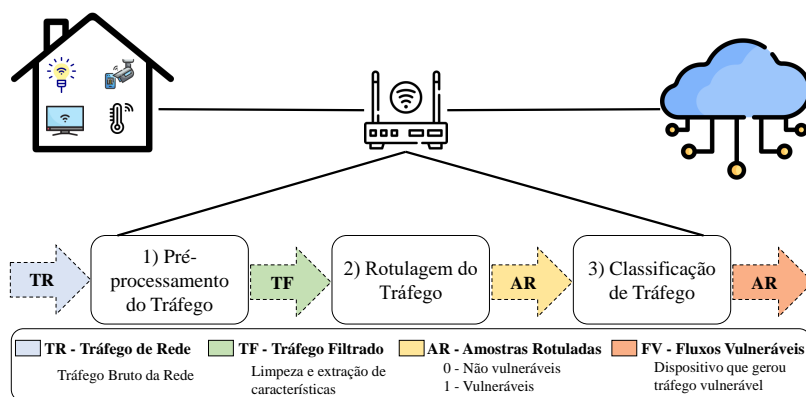 1) Pré-
processamento
do Tráfego
2) Rotulagem do
Tráfego
3) Classificação
de Tráfego
TR
TF
AR
AR
TR - Tráfego de Rede
Tráfego Bruto da Rede
TF - Tráfego Filtrado
Limpeza e extração de
características
AR - Amostras Rotuladas
0 - Não vulneráveis
1 - Vulneráveis
FV - Fluxos Vulneráveis
Dispositivo que gerou
tráfego vulnerável